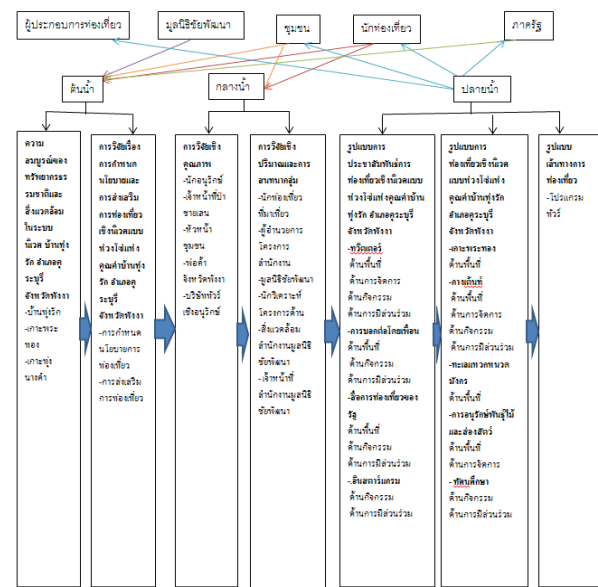 ผู้ประกอบการท่องเที่ยว
มูลนิธิชัยพัฒนา
ชุมชน
นักท่องเที่ยว
ภาครัฐ
ต้นน้ำ
กลางน้ำ
ปลายน้ำ
ความ
สมบูรณ์ของ
ทรัพยากรธร
รมชาติและ
สิ่งแวดล้อม
ในระบบ
นิเวศ บ้านทุ่ง
รัก อำเภอคุ
ระบุรี
จังหวัดพังงา
-บ้านทุ่งรัก
-เกาะพระ
ทอง
-เกาะทุ่ง
นางดำ
การวิจัยเรื่อง
การกำหนด
นโยบายและ
การส่งเสริม
การท่องเที่ยว
เชิงนิเวศแบบ
ห่วงโซ่แห่ง
คุณค่าบ้านทุ่ง
รัก อำเภอคุ
ระบุรี
จังหวัดพังงา
-การกำหนด
นโยบายการ
ท่องเที่ยว
-การส่งเสริม
การท่องเที่ยว
การวิจัยเชิง
คุณภาพ
-นักอนุรักษ์
-เจ้าหน้าที่ป่า
ชายเลน
-หัวหน้า
ชุมชน
-พ่อค้า
จังหวัดพังงา
-บริษัททัวร์
เชิงอนุรักษ์
การวิจัยเชิง
ปริมาณและการ
สนทนากลุ่ม
-นักท่องเที่ยว
ที่มาเที่ยว
-ผู้อำนวยการ
โครงการ
สำนักงาน
มูลนิธิชัยพัฒนา
-นักวิเคราะห์
โครงการด้าน
-สิ่งแวดล้อม
สำนักงานมูลนิธิ
ชัยพัฒนา
-เจ้าหน้าที่
สำนักงานมูลนิธิ
ชัยพัฒนา
รูปแบบการ
ประชาสัมพันธ์การ
ท่องเที่ยวเชิงนิเวศแบบ
ห่วงโซ่แห่งคุณค่าบ้าน
ทุ่งรัก อำเภอคุระบุรี
จังหวัดพังงา
-ทวิตเตอร์
ด้านพื้นที่
ด้านการจัดการ
ด้านกิจกรรม
ด้านการมีส่วนร่วม
-การบอกต่อโดยเพื่อน
ด้านพื้นที่
ด้านกิจกรรม
ด้านการมีส่วนร่วม
-สื่อการท่องเที่ยวของ
รัฐ
ด้านพื้นที่
ด้านกิจกรรม
ด้านการมีส่วนร่วม
-อินสตาร์แกรม
ด้านกิจกรรม
ด้านการมีส่วนร่วม
รูปแบบการ
ท่องเที่ยวเชิงนิเวศ
แบบห่วงโซ่แห่ง
คุณค่าบ้านทุ่งรัก
อำเภอคุระบุรี
จังหวัดพังงา
-เกาะพระทอง
ด้านพื้นที่
-กางเต้นท์
ด้านพื้นที่
ด้านการจัดการ
ด้านกิจกรรม
ด้านการมีส่วนร่วม
-ทะเลแหวกหนวด
มังกร
ด้านพื้นที่
-การอนุรักษ์พันธุ์ไม้
และส่องสัตว์
ด้านพื้นที่
ด้านการจัดการ
- ทัศนศึกษา
ด้านกิจกรรม
ด้านการมีส่วนร่วม
รูปแบบ
เส้นทางการ
ท่องเที่ยว
-โปรแกรม
ทัวร์